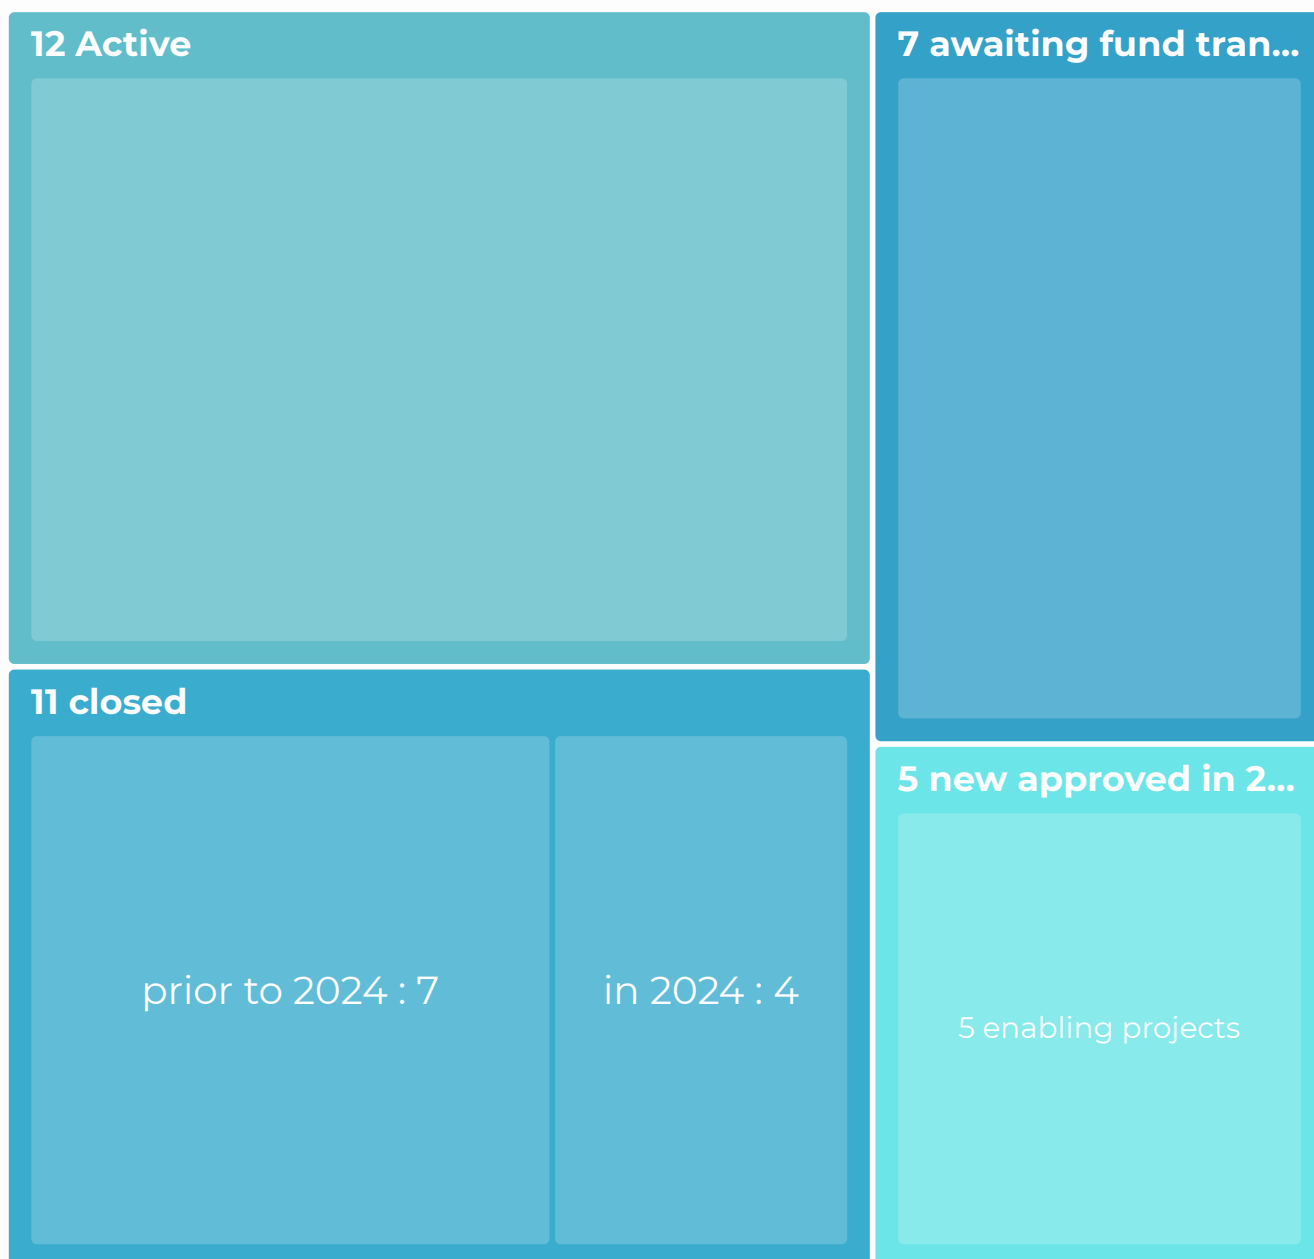 12 Active
7 awaiting fund tran...
11 closed
prior to 2024 : 7
in 2024 : 4
5 new approved in 2...
5 enabling projects